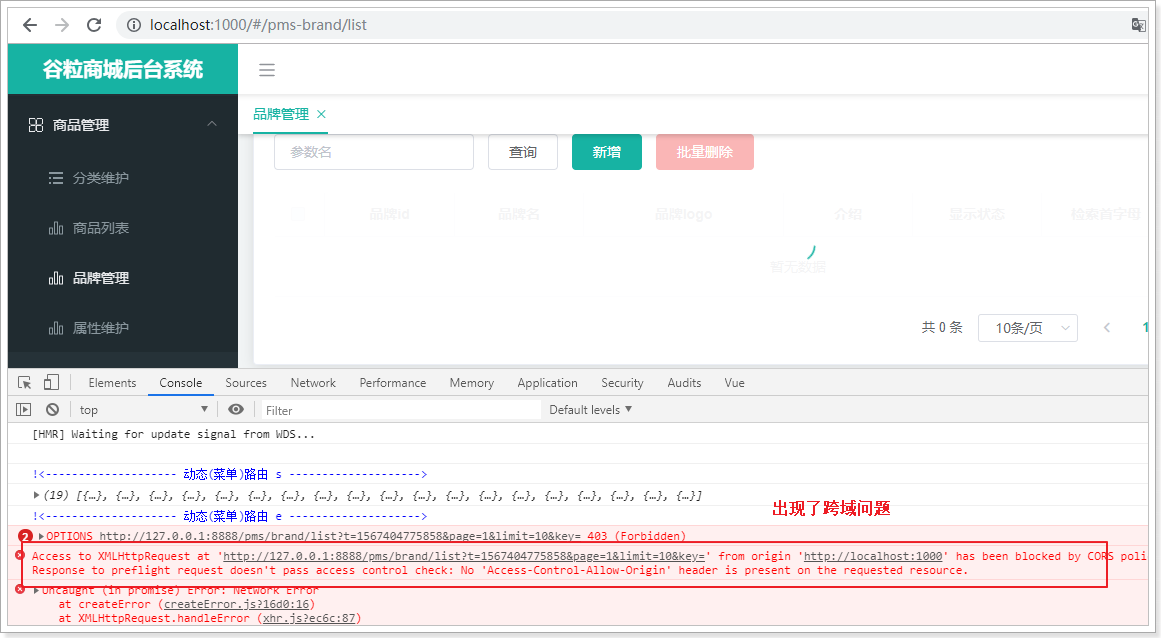 localhost:1000/#/pms-brand/list
谷粒商城后台系统
商品管理
分类维护
商品列表
品牌管理
属性维护
品牌管理 ×
参数名 查询 新增 批量删除
品牌id 品牌名 品牌logo 介绍 显示状态 检索首字母
暂无数据
共 0 条 10条/页 < 1
Elements Console Sources Network Performance Memory Application Security Audits Vue
top ▼ Filter Default levels ▼
[HMR] Waiting for update signal from WDS...
!<-------------------- 动态(菜单)路由 s -------------------->
▶(19) [{…}, {…}, {…}, {…}, {…}, {…}, {…}, {…}, {…}, {…}, {…}, {…}, {…}, {…}, {…}, {…}, {…}, {…}, {…}]
出现了跨域问题
!<-------------------- 动态(菜单)路由 e -------------------->
2 ▶OPTIONS http://127.0.0.1:8888/pms/brand/list?t=1567404775858&page=1&limit=10&key= 403 (Forbidden)
Access to XMLHttpRequest at 'http://127.0.0.1:8888/pms/brand/list?t=1567404775858&page=1&limit=10&key=' from origin 'http://localhost:1000' has been blocked by CORS poli
Response to preflight request doesn't pass access control check: No 'Access-Control-Allow-Origin' header is present on the requested resource.
▶Uncaught (in promise) Error: Network Error
at createError (createError.js?16d0:16)
at XMLHttpRequest.handleError (xhr.js?ec6c:87)